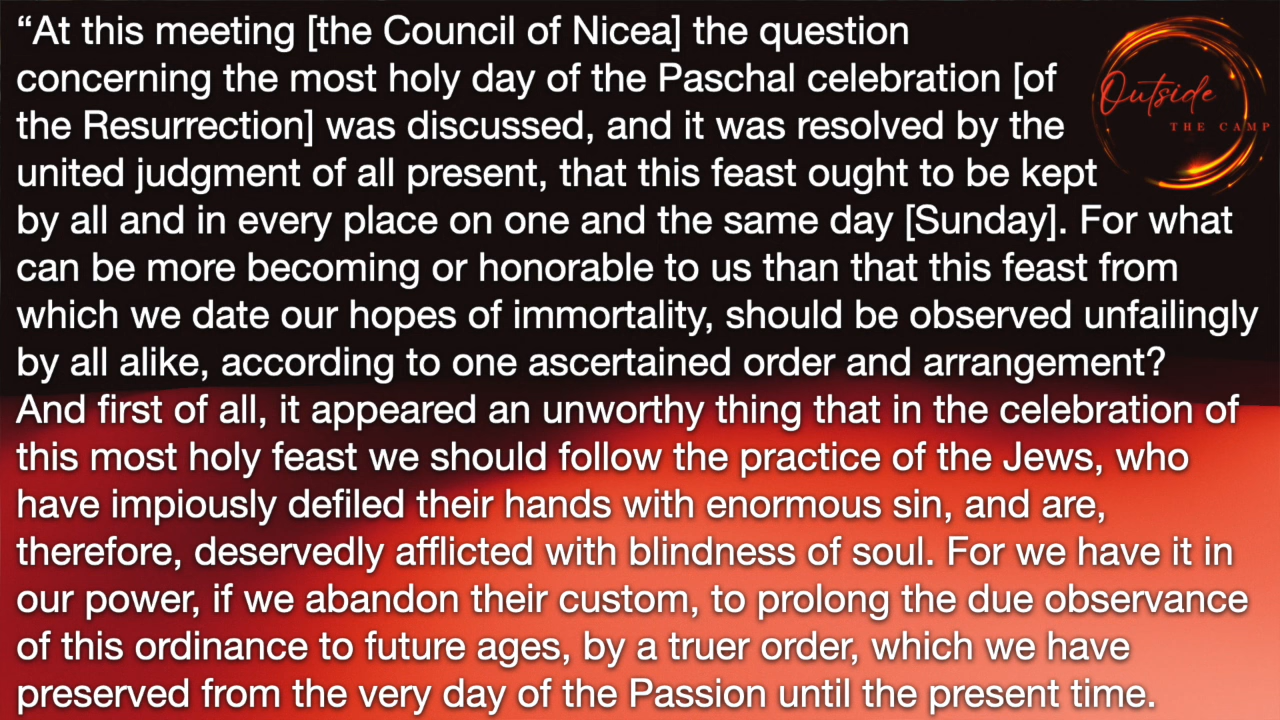 “At this meeting [the Council of Nicea] the question
concerning the most holy day of the Paschal celebration [of
the Resurrection] was discussed, and it was resolved by the
united judgment of all present, that this feast ought to be kept
by all and in every place on one and the same day [Sunday]. For what
can be more becoming or honorable to us than that this feast from
which we date our hopes of immortality, should be observed unfailingly
by all alike, according to one ascertained order and arrangement?
And first of all, it appeared an unworthy thing that in the celebration of
this most holy feast we should follow the practice of the Jews, who
have impiously defiled their hands with enormous sin, and are,
therefore, deservedly afflicted with blindness of soul. For we have it in
our power, if we abandon their custom, to prolong the due observance
of this ordinance to future ages, by a truer order, which we have
preserved from the very day of the Passion until the present time.
Outside
THE CAMP